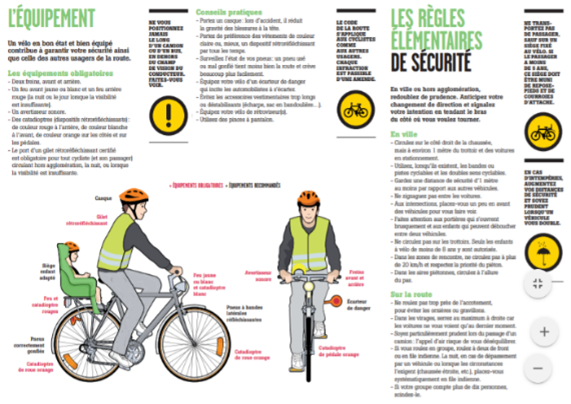 L'ÉQUIPEMENT
Un vélo en bon état et bien équipé
contribue à garantir votre sécurité ainsi
que celle des autres usagers de la route.
Les équipements obligatoires
- Deux freins, avant et arrière.
- Un feu avant jaune ou blanc et un feu arrière
rouge (la nuit ou le jour lorsque la visibilité
est insuffisante).
- Un avertisseur sonore.
- Des catadioptres (dispositifs rétroréfléchissants) :
de couleur rouge à l'arrière, de couleur blanche
à l'avant, de couleur orange sur les côtés et sur
les pédales.
- Le port d'un gilet rétroréfléchissant certifié
est obligatoire pour tout cycliste (et son passager)
circulant hors agglomération, la nuit, ou lorsque
la visibilité est insuffisante.
NE VOUS
POSITIONNEZ
JAMAIS
LE LONG
D'UN CAMION
OU D'UN BUS,
EN DEHORS
DU CHAMP
DE VISION DU
CONDUCTEUR.
FAITES-VOUS
VOIR.
Conseils pratiques
- Portez un casque : lors d'accident, il réduit
la gravité des blessures à la tête.
- Portez de préférence des vêtements de couleur
claire ou, mieux, un dispositif rétroréfléchissant
par tous les temps.
- Surveillez l'état de vos pneus : un pneu usé
ou mal gonflé tient moins bien la route et crève
beaucoup plus facilement.
- Équipez votre vélo d'un écarteur de danger
qui incite les automobilistes à s'écarter.
- Évitez les accessoires vestimentaires trop longs
ou déstabilisants (écharpe, sac en bandoulière…).
- Équipez votre vélo de rétroviseur(s).
- Utilisez des pinces à pantalon.
LE CODE
DE LA ROUTE
S'APPLIQUE
AUX CYCLISTES
COMME
AUX AUTRES
USAGERS,
CHAQUE
INFRACTION
EST PASSIBLE
D'UNE AMENDE.
• ÉQUIPEMENTS OBLIGATOIRES • ÉQUIPEMENTS RECOMMANDÉS
Casque
Gilet
rétroréfléchissant
Siège
enfant
adapté
Feu et
catadioptre
rouges
Pneus
correctement
gonflés
Catadioptre
de roue orange
Feu jaune
ou blanc
et catadioptre
blanc
Pneus à bandes
latérales
réfléchissantes
Catadioptre
de roue orange
Avertisseur
sonore
Freins
avant et
arrière
Écarteur
de danger
Catadioptre
de pédale orange
LES RÈGLES
ÉLÉMENTAIRES
DE SÉCURITÉ
En ville ou hors agglomération,
redoublez de prudence. Anticipez votre
changement de direction et signalez
votre intention en tendant le bras
du côté où vous voulez tourner.
En ville
- Circulez sur le côté droit de la chaussée,
mais à environ 1 mètre du trottoir et des voitures
en stationnement.
- Utilisez, lorsqu'ils existent, les bandes ou
pistes cyclables et les doubles sens cyclables.
- Gardez une distance de sécurité d'1 mètre
au moins par rapport aux autres véhicules.
- Ne zigzaguez pas entre les voitures.
- Aux intersections, placez-vous un peu en avant
des véhicules pour vous faire voir.
- Faites attention aux portières qui s'ouvrent
brusquement et aux enfants qui peuvent déboucher
entre deux véhicules.
- Ne circulez pas sur les trottoirs. Seuls les enfants
à vélo de moins de 8 ans y sont autorisés.
- Dans les zones de rencontre, ne circulez pas à plus
de 20 km/h et respectez la priorité du piéton.
- Dans les aires piétonnes, circulez à l'allure
du pas.
Sur la route
- Ne roulez pas trop près de l'accotement,
pour éviter les ornières ou gravillons.
- Dans les virages, serrez au maximum à droite car
les voitures ne vous voient qu'au dernier moment.
- Soyez particulièrement prudent lors du passage d'un
camion : l'appel d'air risque de vous déséquilibrer.
- Si vous roulez en groupe, roulez à deux de front
ou en file indienne. La nuit, en cas de dépassement
par un véhicule ou lorsque les circonstances
l'exigent (chaussée étroite, etc.), placez-vous
systématiquement en file indienne.
- Si votre groupe compte plus de dix personnes,
scindez-le.
NE TRANS-
PORTEZ PAS
DE PASSAGER,
SAUF SUR UN
SIÈGE FIXÉ
AU VÉLO. SI
LE PASSAGER
A MOINS
DE 5 ANS,
CE SIÈGE DOIT
ÊTRE MUNI
DE REPOSE-
PIEDS ET DE
COURROIES
D'ATTACHE.
EN CAS
D'INTEMPÉRIES,
AUGMENTEZ
VOS DISTANCES
DE SÉCURITÉ
ET SOYEZ
PRUDENT
LORSQU'UN
VÉHICULE
VOUS DOUBLE.